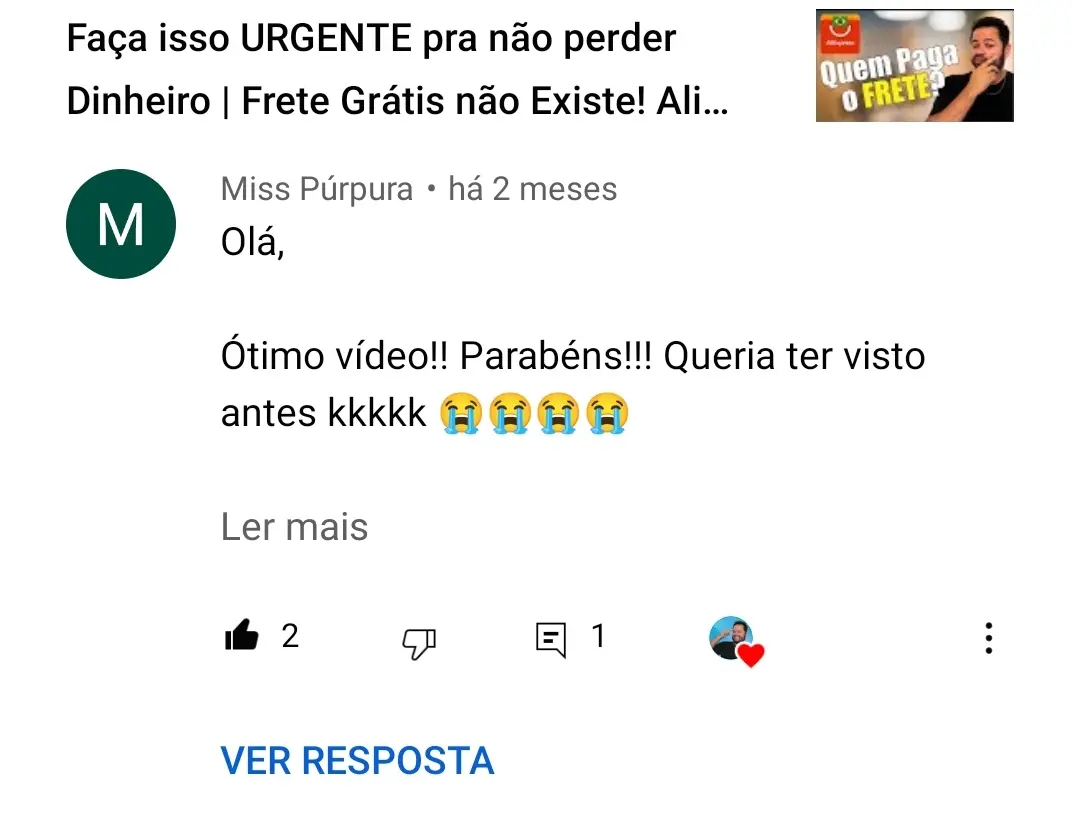 Faça isso URGENTE pra não perder
Dinheiro | Frete Grátis não Existe! Ali...
AliExpress
Quem Paga
o FRETE?
M
Miss Púrpura • há 2 meses
Olá,
Ótimo vídeo!! Parabéns!!! Queria ter visto
antes kkkkk 😭😭😭😭
Ler mais
2
1
VER RESPOSTA